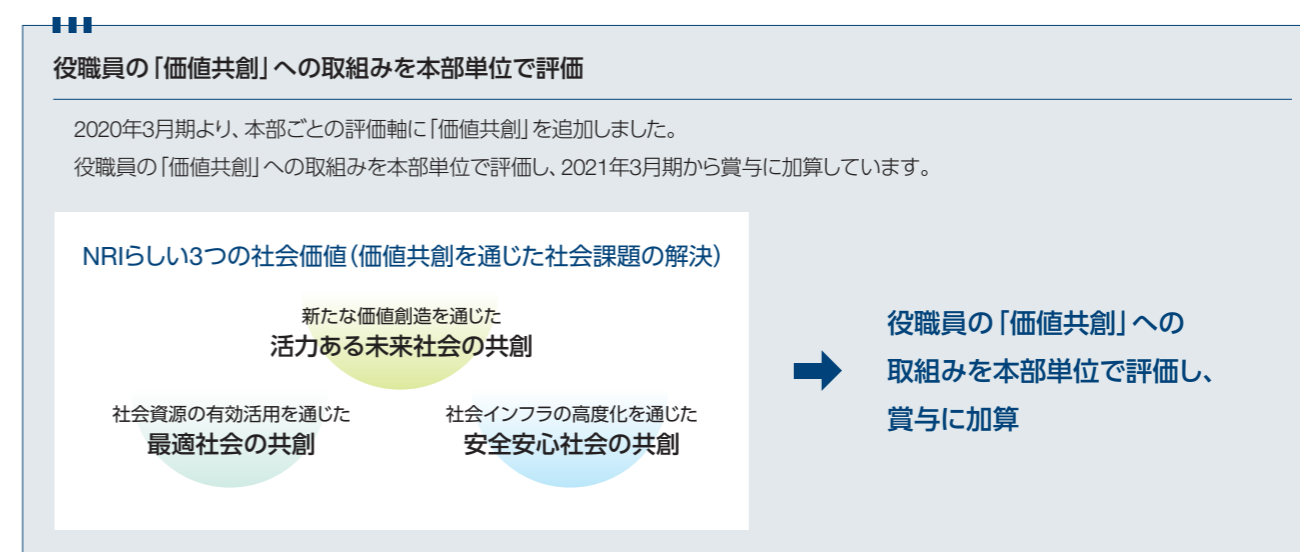 役職員の「価値共創」への取組みを本部単位で評価
2020年3月期より、本部ごとの評価軸に「価値共創」を追加しました。
役職員の「価値共創」への取組みを本部単位で評価し、2021年3月期から賞与に加算しています。
NRIらしい3つの社会価値(価値共創を通じた社会課題の解決)
新たな価値創造を通じた
活力ある未来社会の共創
社会資源の有効活用を通じた
最適社会の共創
社会インフラの高度化を通じた
安全安心社会の共創
役職員の「価値共創」への
取組みを本部単位で評価し、
賞与に加算